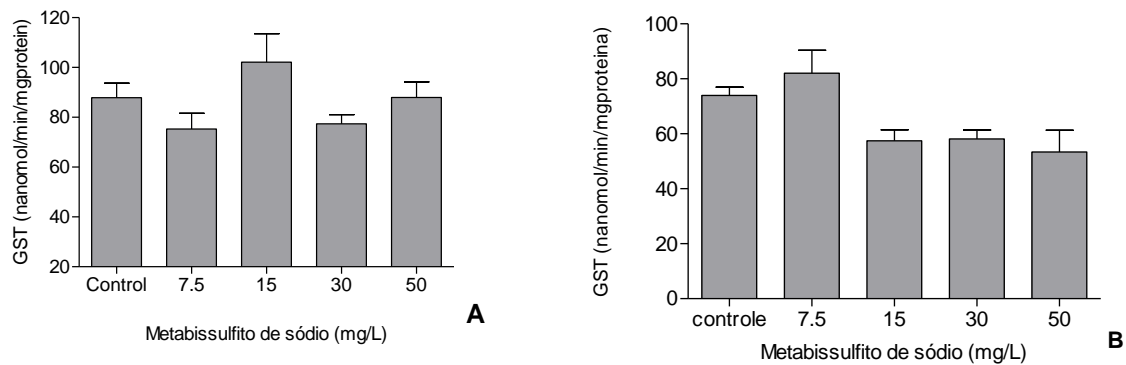 GST (nanomol/min/mgprotein)
120
100
80
60
40
20
Control 7.5 15 30 50
Metabissulfito de sódio (mg/L)
A
GST (nanomol/min/mgproteina)
100
80
60
40
20
0
controle 7.5 15 30 50
Metabissulfito de sódio (mg/L)
B